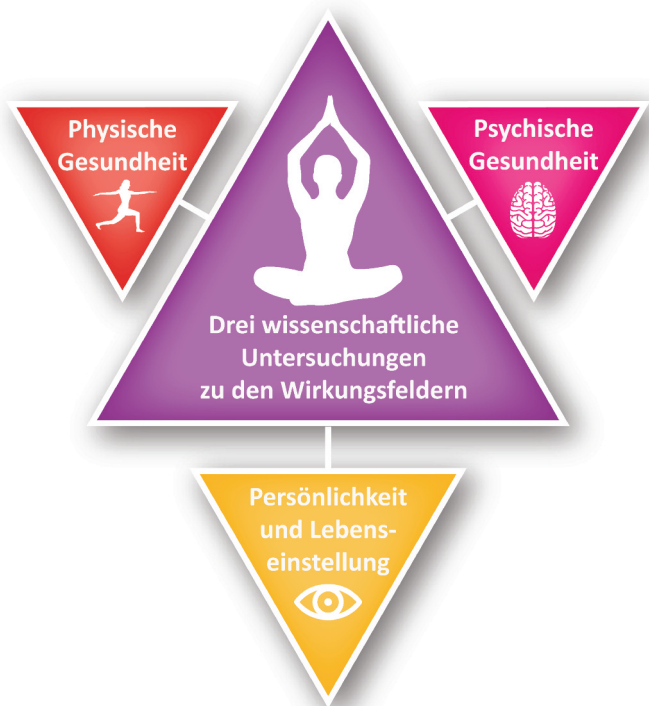 Physische
Gesundheit
Psychische
Gesundheit
Drei wissenschaftliche
Untersuchungen
zu den Wirkungsfeldern
Persönlichkeit
und Lebens-
einstellung